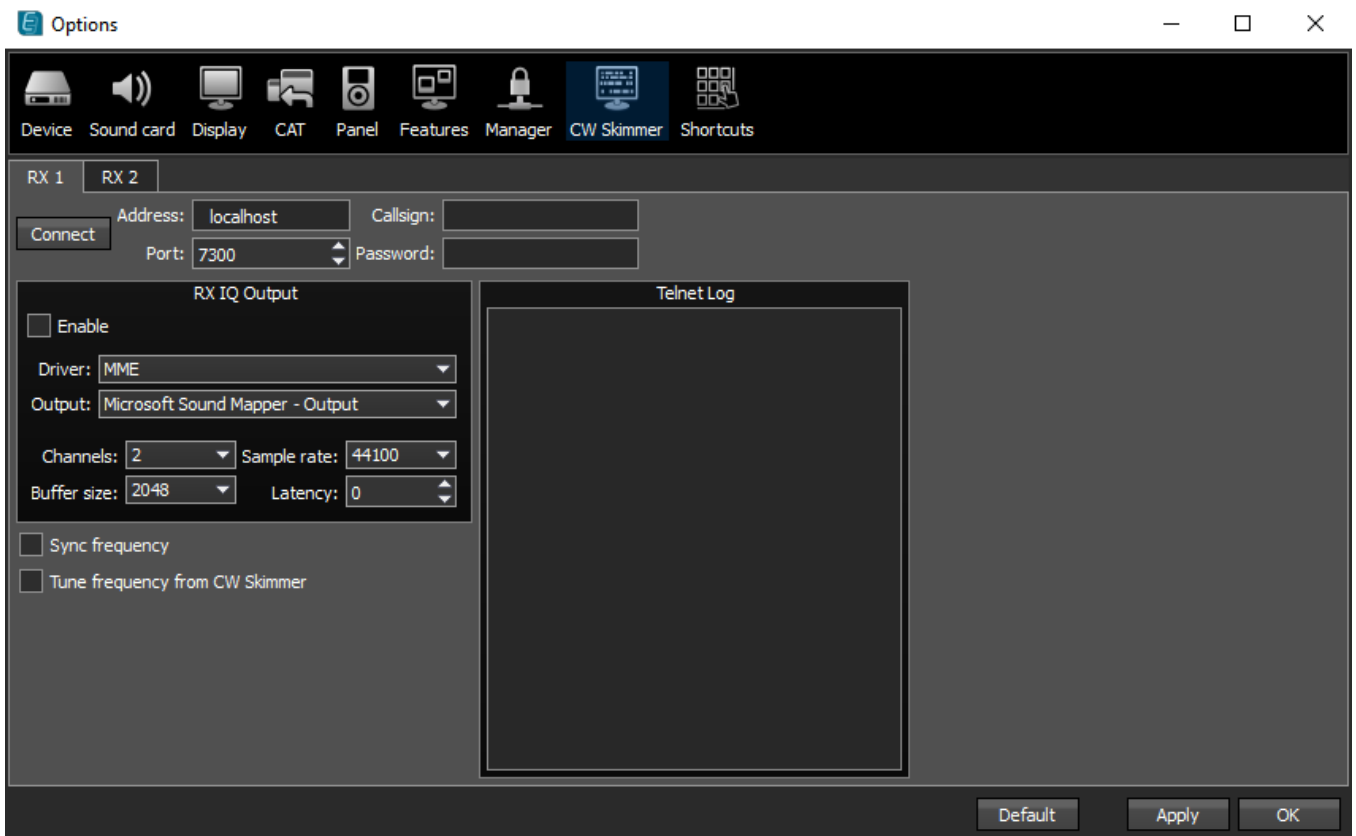 Options
Device Sound card Display CAT Panel Features Manager CW Skimmer Shortcuts
RX 1 RX 2
Connect
Address: localhost Callsign:
Port: 7300 Password:
RX IQ Output
Enable
Driver: MME
Output: Microsoft Sound Mapper - Output
Channels: 2 Sample rate: 44100
Buffer size: 2048 Latency: 0
Sync frequency
Tune frequency from CW Skimmer
Telnet Log
Default Apply OK